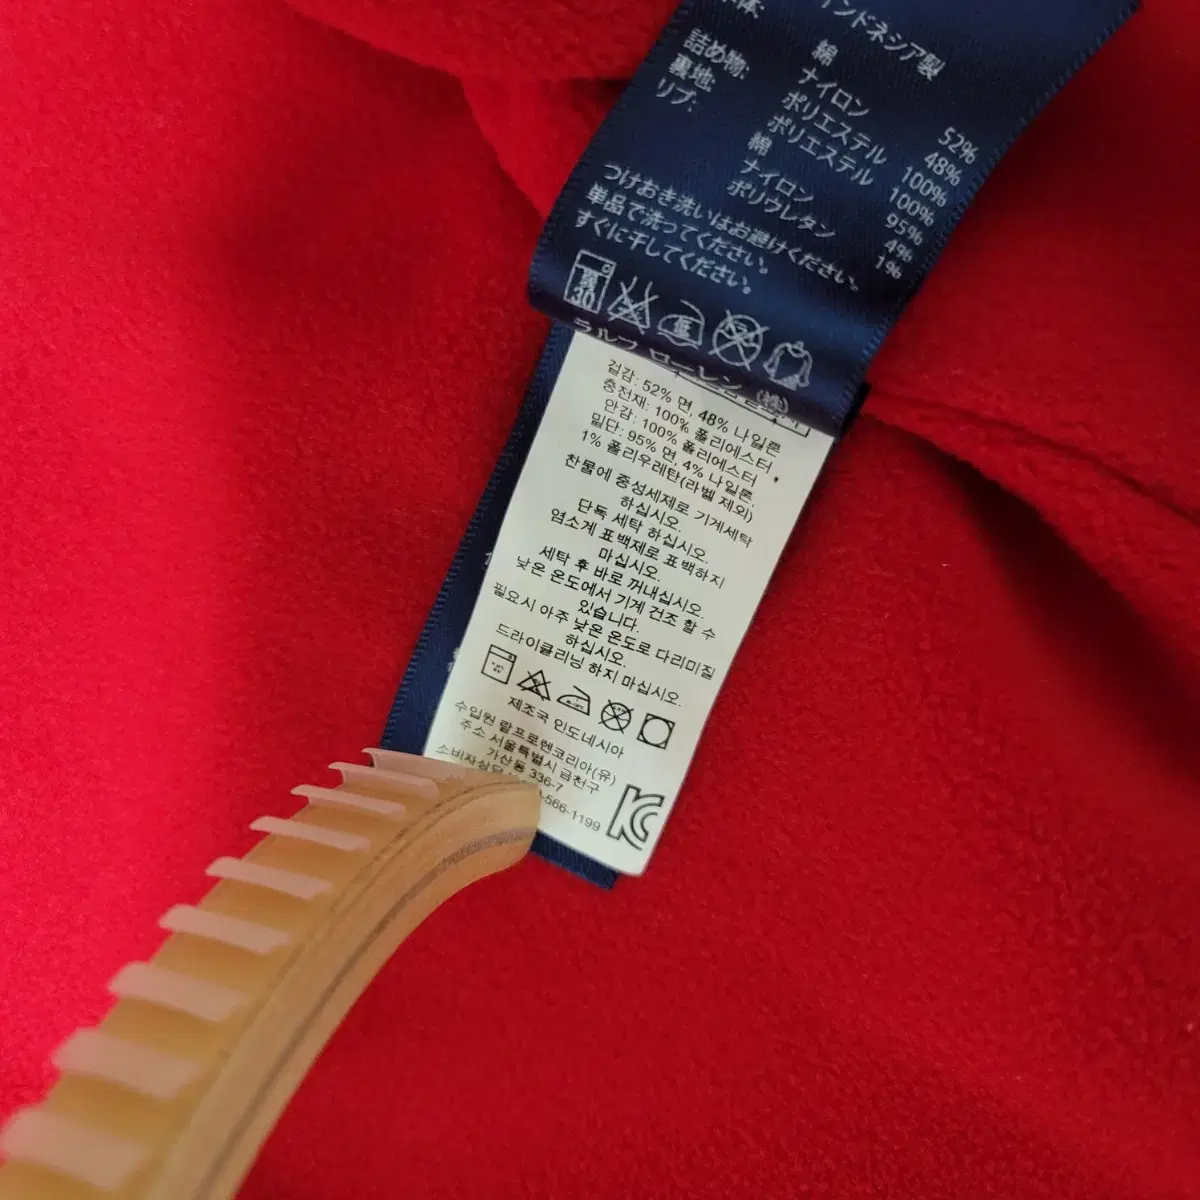 インドネシア製
体:
綿 52%
ナイロン 48%
詰め物: ポリエステル 100%
裏地: ポリエステル 100%
リブ: 綿 95%
ナイロン 4%
ポリウレタン 1%
つけおき洗いはお避けください。
単品で洗ってください。
すぐに干してください。
30
ラルフ ローレン(株)
겉감: 52% 면, 48% 나일론
충전재: 100% 폴리에스터
안감: 100% 폴리에스터
밑단: 95% 면, 4% 나일론,
1% 폴리우레탄(라벨 제외)
찬물에 중성세제로 기계세탁
하십시오.
단독 세탁 하십시오.
염소계 표백제로 표백하지
마십시오.
세탁 후 바로 꺼내십시오.
낮은 온도에서 기계 건조 할 수
있습니다.
필요시 아주 낮은 온도로 다리미질
하십시오.
드라이클리닝 하지 마십시오.
제조국 인도네시아
수입원 랄프로렌코리아(유)
주소 서울특별시 금천구
가산동 336-7
소비자상담 -566-1199
KC